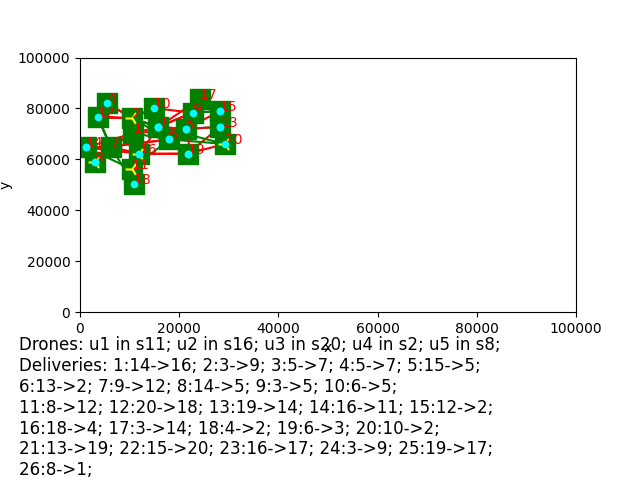 100000
80000
60000
40000
20000
0
y
0 20000 40000 60000 80000 100000
x
17
15
13
20
18
Drones: u1 in s11; u2 in s16; u3 in s20; u4 in s2; u5 in s8;
Deliveries: 1:14->16; 2:3->9; 3:5->7; 4:5->7; 5:15->5;
6:13->2; 7:9->12; 8:14->5; 9:3->5; 10:6->5;
11:8->12; 12:20->18; 13:19->14; 14:16->11; 15:12->2;
16:18->4; 17:3->14; 18:4->2; 19:6->3; 20:10->2;
21:13->19; 22:15->20; 23:16->17; 24:3->9; 25:19->17;
26:8->1;